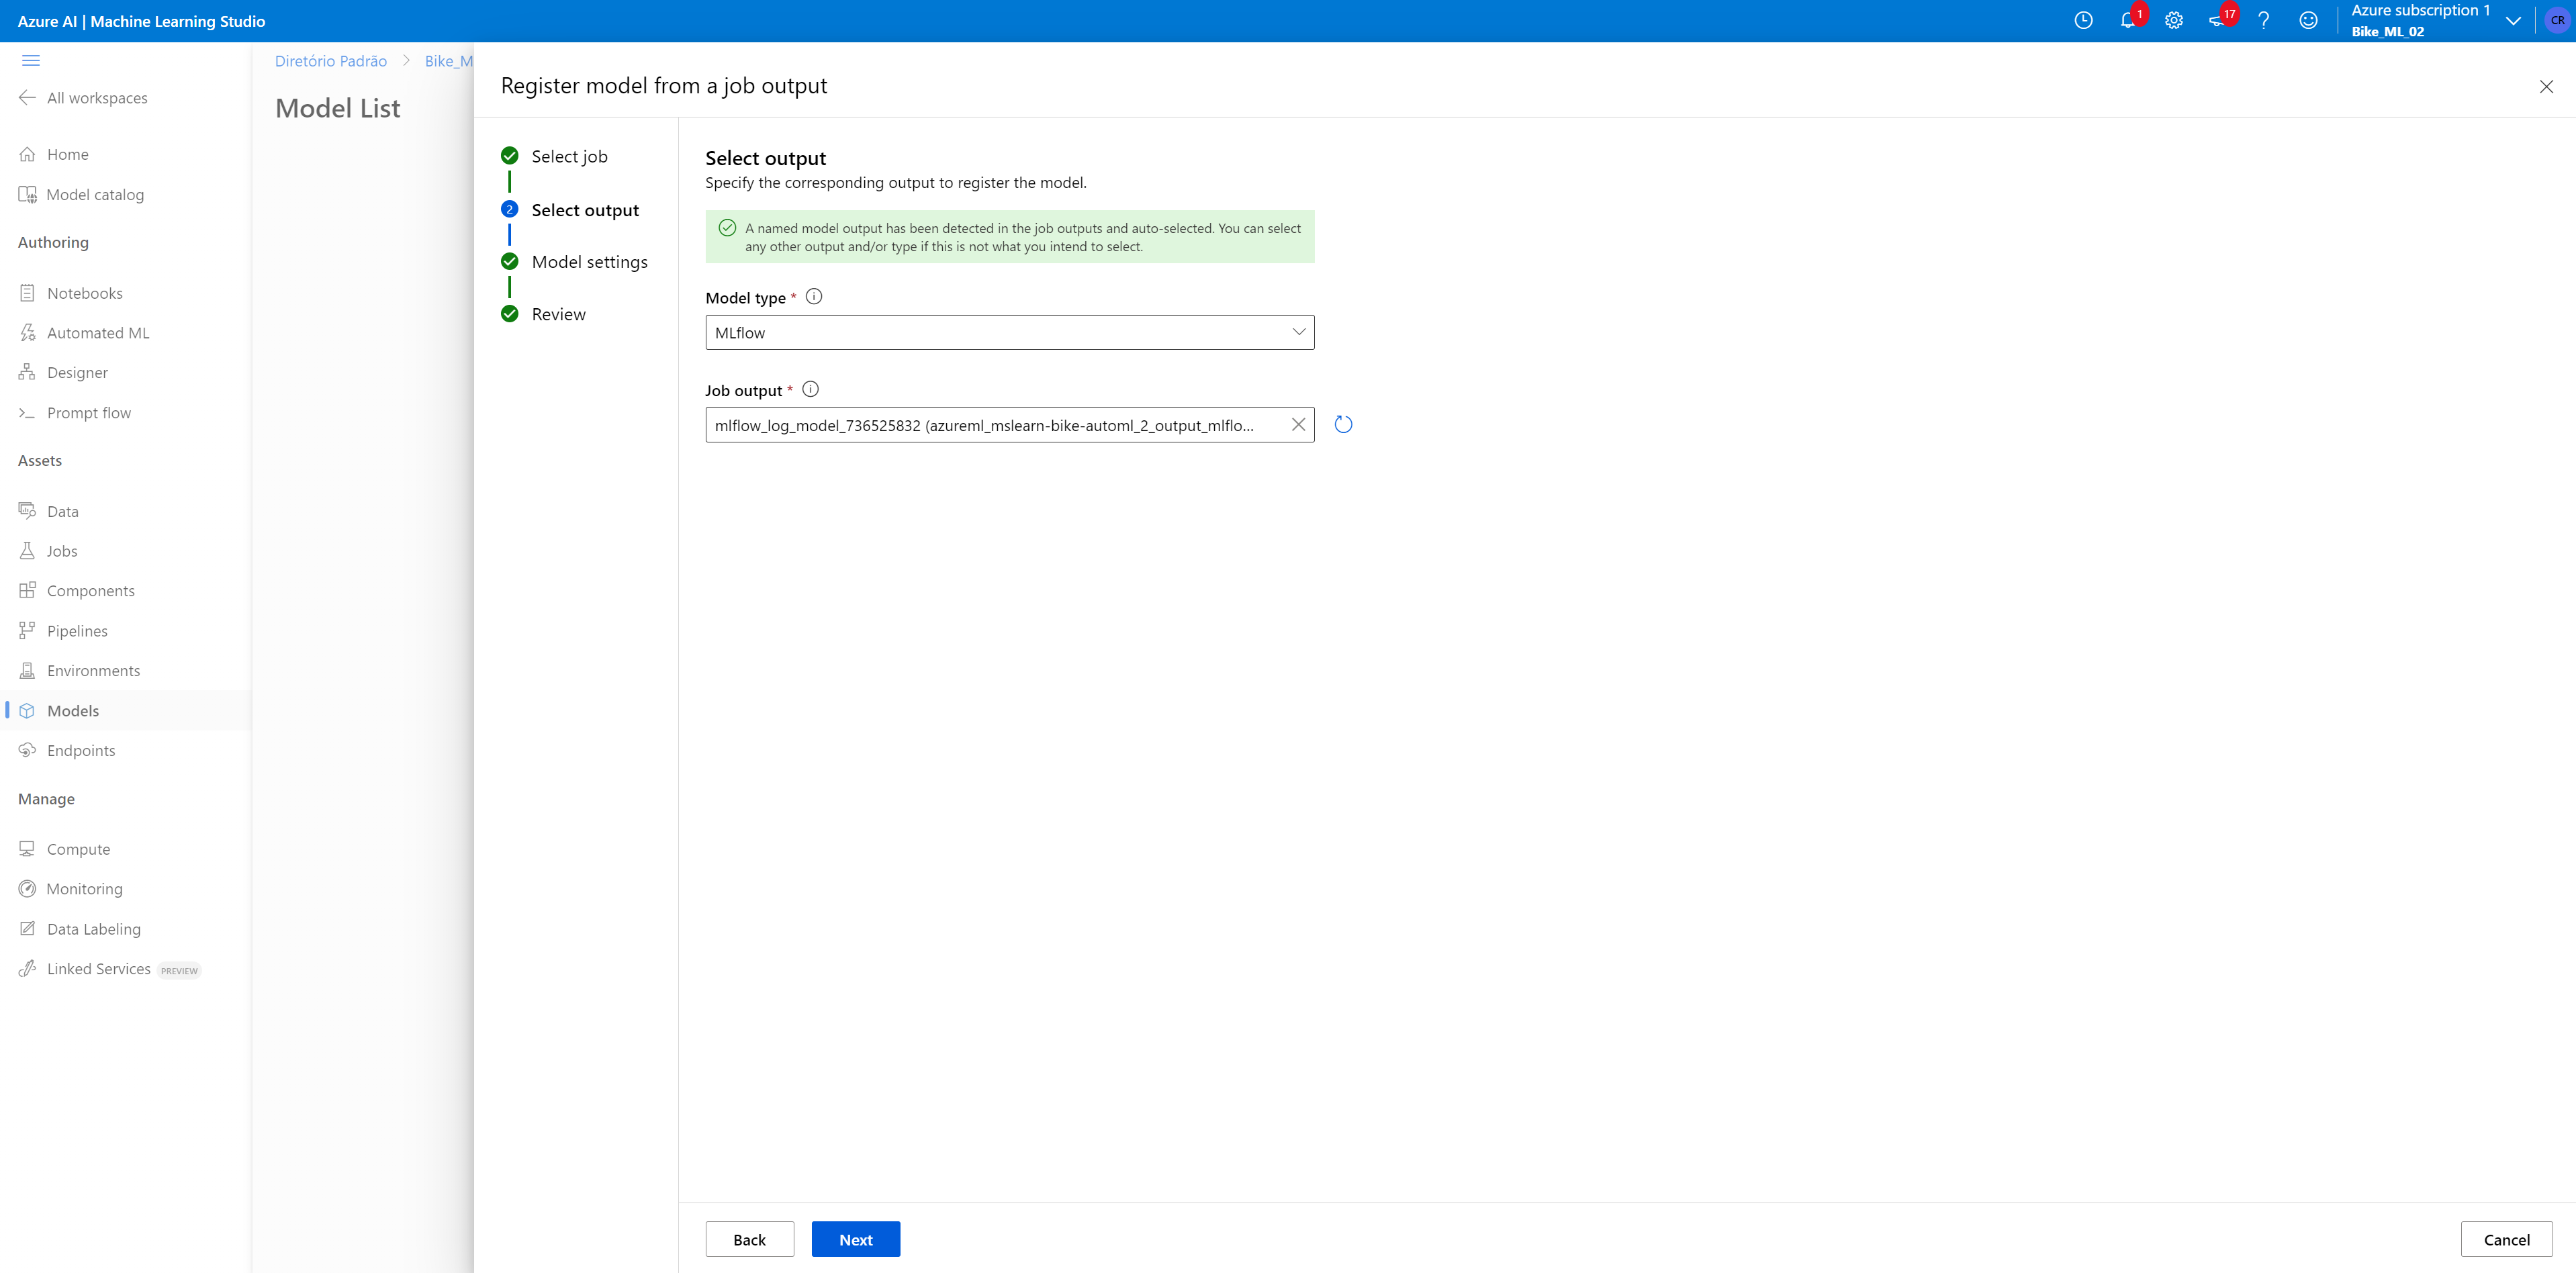 Azure AI | Machine Learning Studio
1
17
Azure subscription 1
Bike_ML_02
CR
All workspaces
Home
Model catalog
Authoring
Notebooks
Automated ML
Designer
Prompt flow
Assets
Data
Jobs
Components
Pipelines
Environments
Models
Endpoints
Manage
Compute
Monitoring
Data Labeling
Linked Services PREVIEW
Diretório Padrão > Bike_M
Model List
Register model from a job output
Select job
2 Select output
Model settings
Review
Select output
Specify the corresponding output to register the model.
A named model output has been detected in the job outputs and auto-selected. You can select
any other output and/or type if this is not what you intend to select.
Model type *
MLflow
Job output *
mlflow_log_model_736525832 (azureml_mslearn-bike-automl_2_output_mlflo...
Back
Next
Cancel